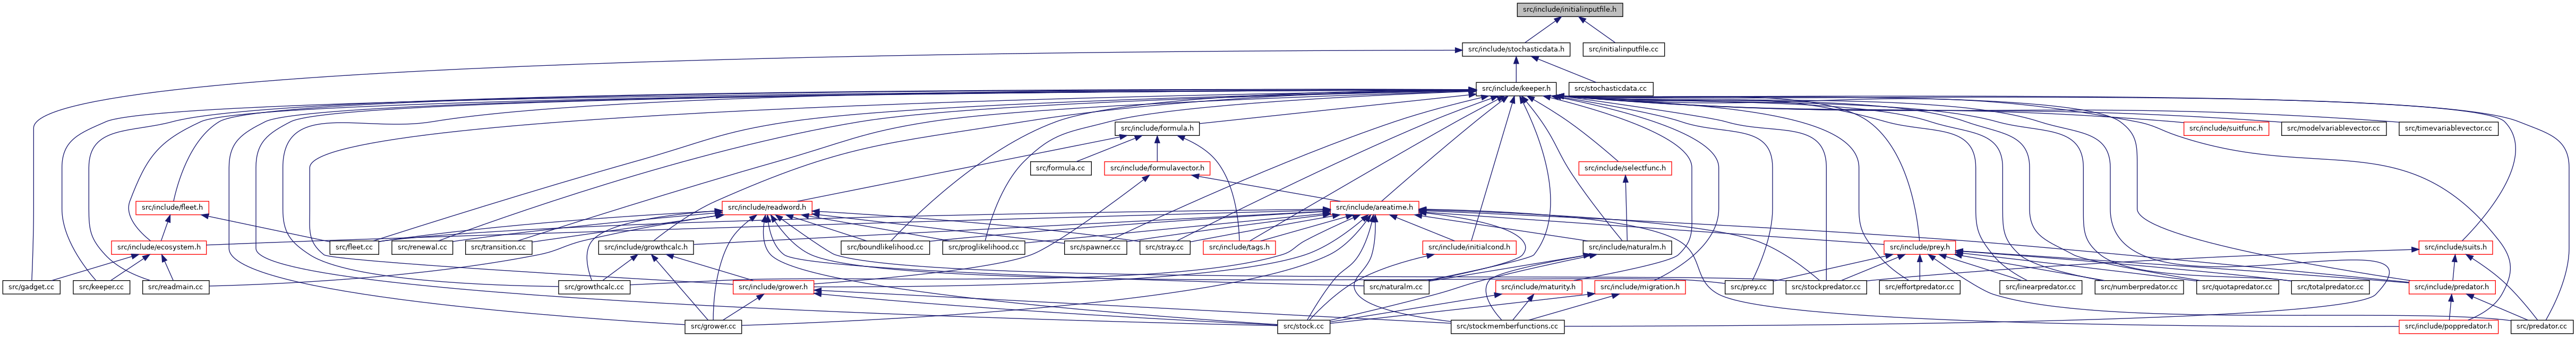 src/include/initialinputfile.h
src/include/stochasticdata.h
src/initialinputfile.cc
src/include/keeper.h
src/stochasticdata.cc
src/include/formula.h
src/include/suitfunc.h
src/modelvariablevector.cc
src/timevariablevector.cc
src/formula.cc
src/include/formulavector.h
src/include/selectfunc.h
src/include/fleet.h
src/include/readword.h
src/include/areatime.h
src/include/ecosystem.h
src/fleet.cc
src/renewal.cc
src/transition.cc
src/include/growthcalc.h
src/boundlikelihood.cc
src/proglikelihood.cc
src/spawner.cc
src/stray.cc
src/include/tags.h
src/include/initialcond.h
src/include/naturalm.h
src/include/prey.h
src/include/suits.h
src/gadget.cc
src/keeper.cc
src/readmain.cc
src/growthcalc.cc
src/include/grower.h
src/naturalm.cc
src/include/maturity.h
src/include/migration.h
src/prey.cc
src/stockpredator.cc
src/effortpredator.cc
src/linearpredator.cc
src/numberpredator.cc
src/quotapredator.cc
src/totalpredator.cc
src/include/predator.h
src/grower.cc
src/stock.cc
src/stockmemberfunctions.cc
src/include/poppredator.h
src/predator.cc